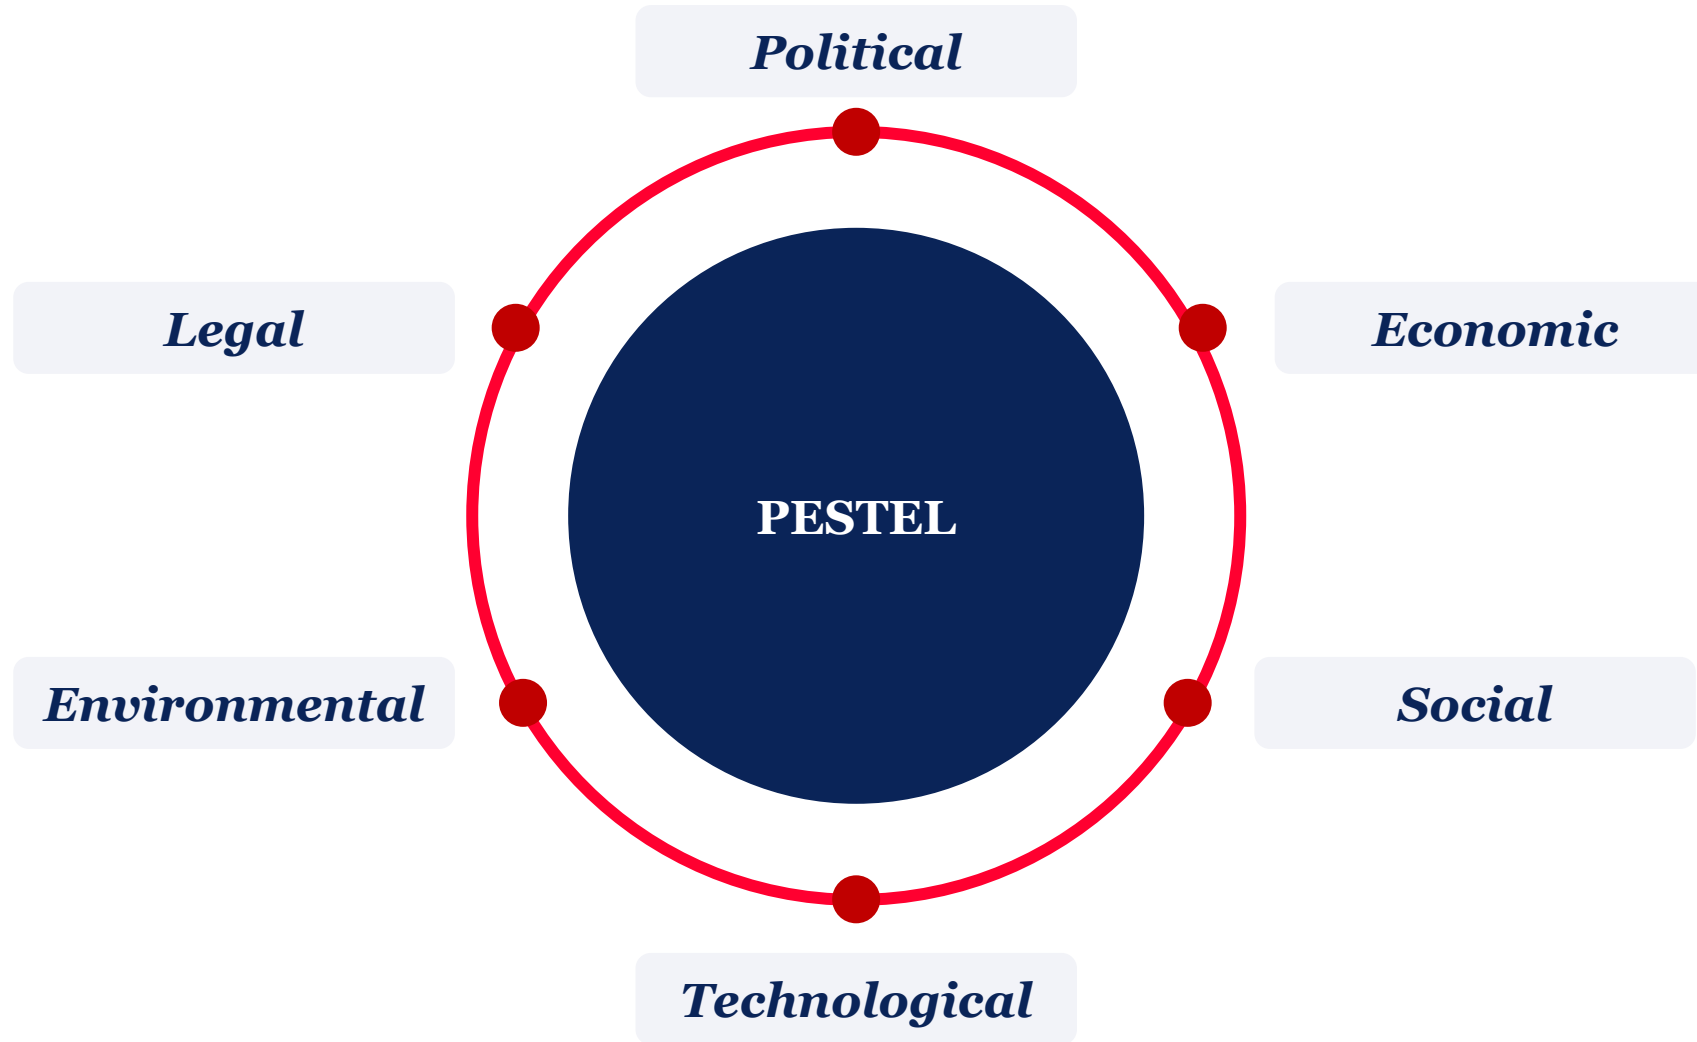 Political
Legal
Economic
PESTEL
Environmental
Social
Technological